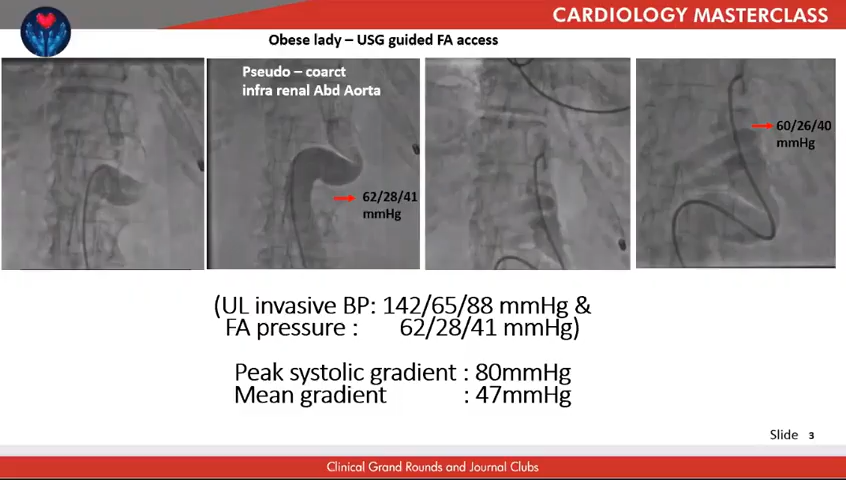 CARDIOLOGY MASTERCLASS
Obese lady – USG guided FA access
Pseudo – coarct
infra renal Abd Aorta
62/28/41
mmHg
60/26/40
mmHg
(UL invasive BP: 142/65/88 mmHg &
FA pressure : 62/28/41 mmHg)
Peak systolic gradient : 80mmHg
Mean gradient : 47mmHg
Slide 3
Clinical Grand Rounds and Journal Clubs